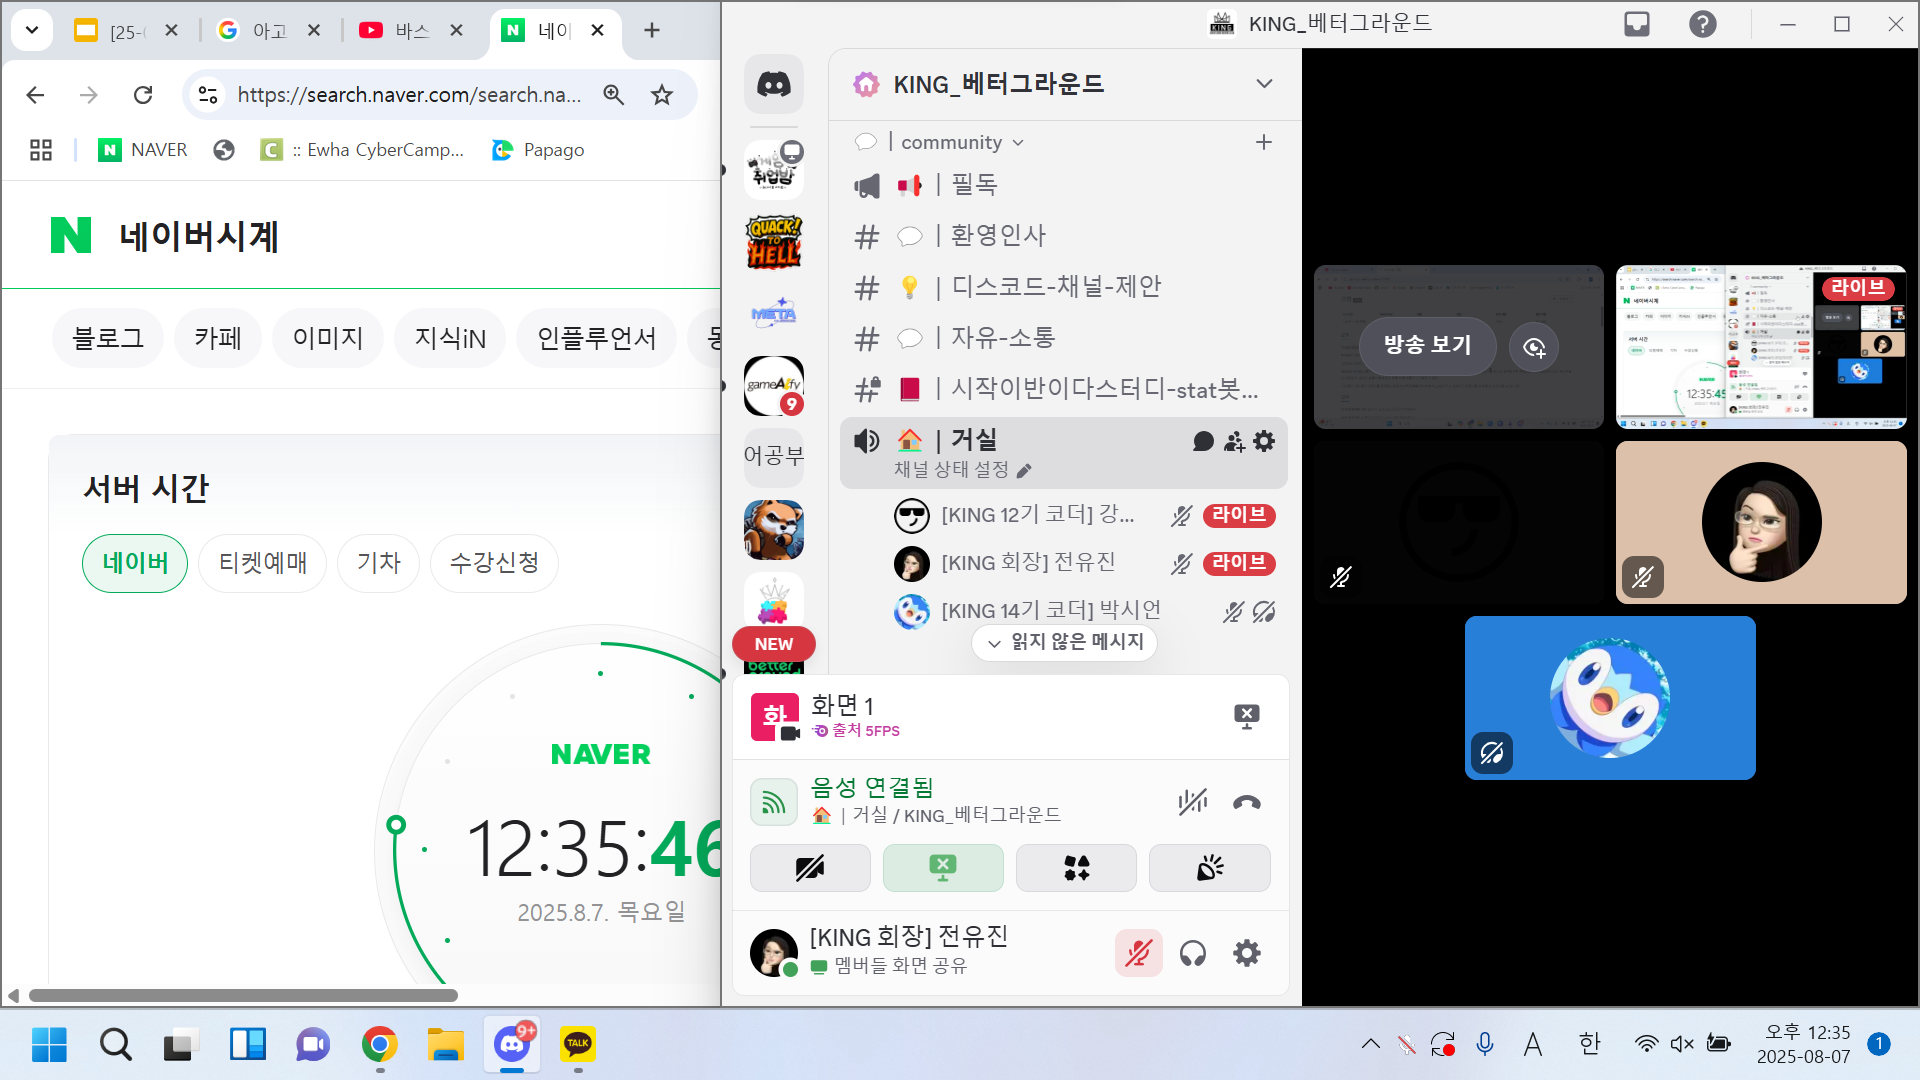 [25-
아고
바스
네이
https://search.naver.com/search.na...
NAVER
:: Ewha CyberCamp...
Papago
네이버시계
블로그
카페
이미지
지식iN
인플루언서
서버 시간
네이버
티켓예매
기차
수강신청
NAVER
12:35:46
2025.8.7. 목요일
KING_베터그라운드
QUACK!
TO
HELL
META
gameAffy
9
어공부
NEW
KING_베터그라운드
| community
| 필독
| 환영인사
| 디스코드-채널-제안
| 자유-소통
| 시작이반이다스터디-stat봇...
| 거실
채널 상태 설정
[KING 12기 코더] 강...
라이브
[KING 회장] 전유진
라이브
[KING 14기 코더] 박시언
읽지 않은 메시지
화
화면 1
출처 5FPS
음성 연결됨
| 거실 / KING_베터그라운드
[KING 회장] 전유진
멤버들 화면 공유
방송 보기
라이브
12:35:45
9+
TALK
A
한
오후 12:35
2025-08-07
1